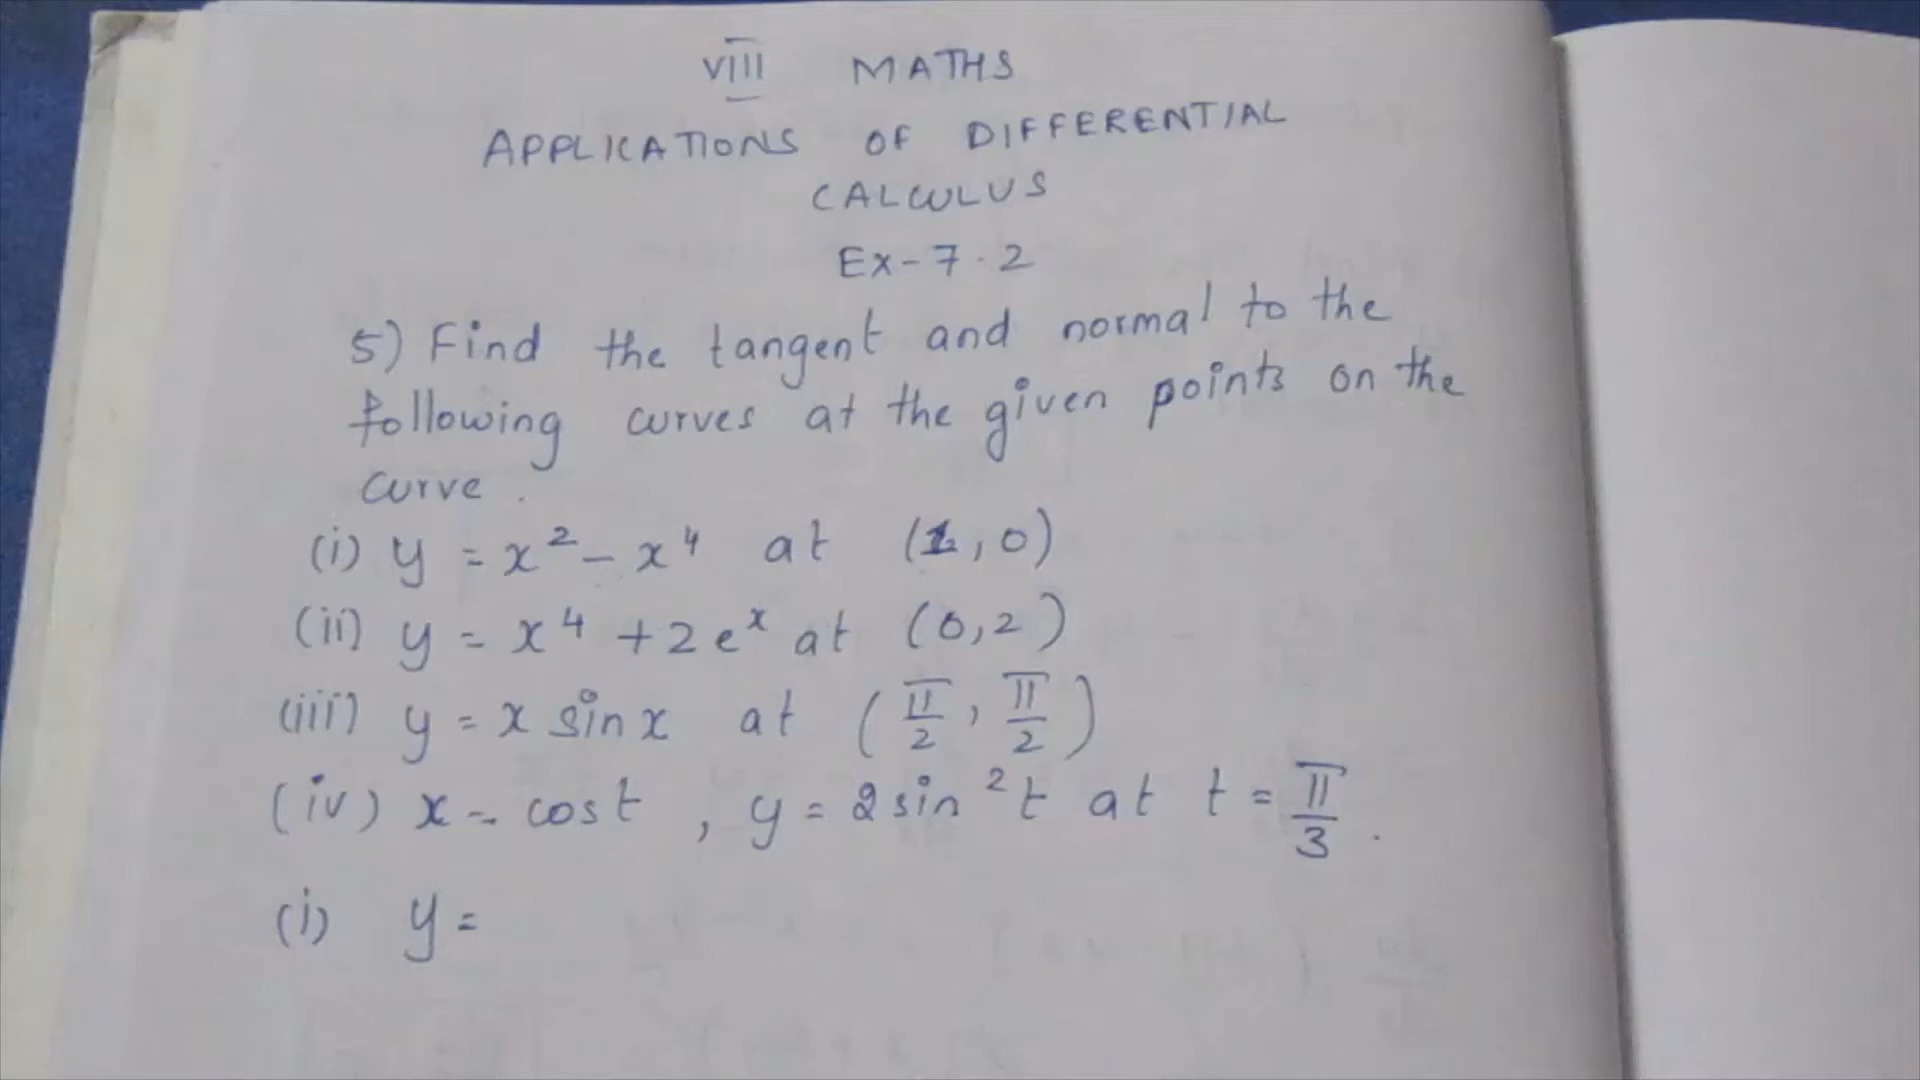 VIII MATHS
APPLICATIONS OF DIFFERENTIAL
CALCULUS
Ex-7.2
5) Find the tangent and normal to the
following curves at the given points on the
curve.
(i) y = x² - x⁴ at (1,0)
(ii) y = x⁴ + 2eˣ at (0,2)
(iii) y = x sin x at (π/2, π/2)
(iv) x = cos t, y = 2 sin²t at t = π/3.
(i) y =